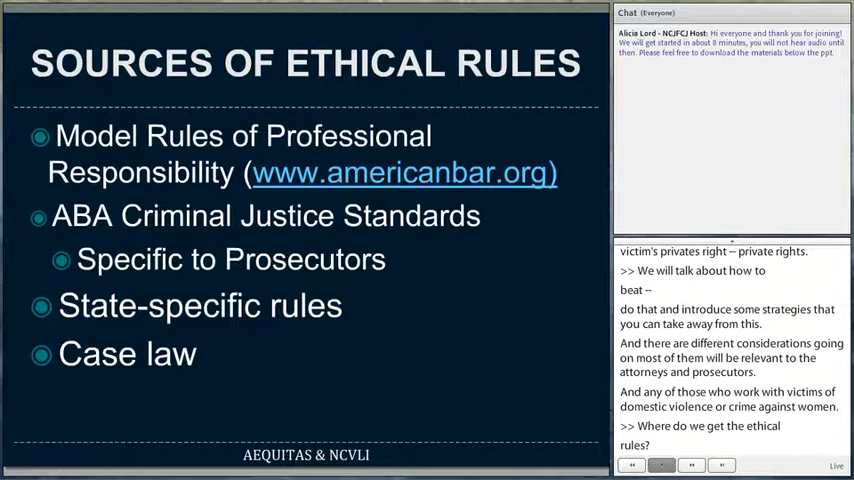 SOURCES OF ETHICAL RULES
Model Rules of Professional
Responsibility (www.americanbar.org)
ABA Criminal Justice Standards
Specific to Prosecutors
State-specific rules
Case law
AEQUITAS & NCVLI
Chat (Everyone)
Alicia Lord - NCJFCJ Host: Hi everyone and thank you for joining!
We will get started in about 8 minutes, you will not hear audio until
then. Please feel free to download the materials below the ppt.
victim's privates right -- private rights.
>> We will talk about how to
beat --
do that and introduce some strategies that
you can take away from this.
And there are different considerations going
on most of them will be relevant to the
attorneys and prosecutors.
And any of those who work with victims of
domestic violence or crime against women.
>> Where do we get the ethical
rules?
Live